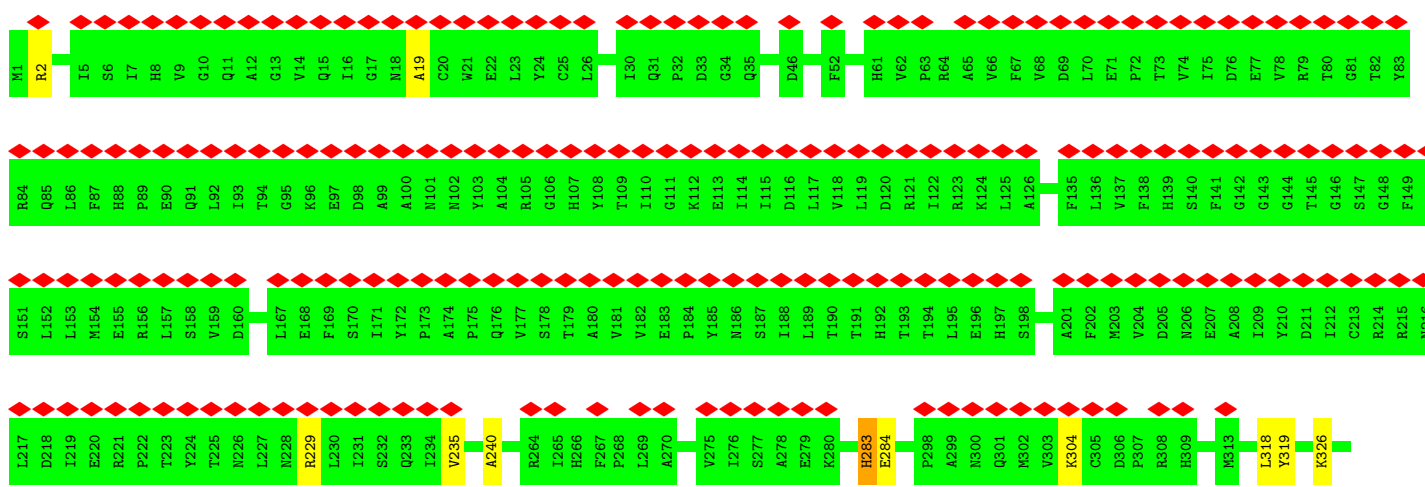 M1 R2 I5 S6 I7 H8 V9 G10 Q11 A12 G13 V14 Q15 I16 G17 N18 A19 C20 W21 E22 L23 Y24 C25 L26 I30 Q31 P32 D33 G34 Q35 D46 F52 H61 V62 P63 R64 A65 V66 F67 V68 D69 L70 E71 P72 T73 V74 I75 D76 E77 V78 R79 T80 G81 T82 Y83
R84 Q85 L86 F87 H88 P89 E90 Q91 L92 I93 T94 G95 K96 E97 D98 A99 A100 N101 N102 Y103 A104 R105 G106 H107 Y108 T109 I110 G111 K112 E113 I114 I115 D116 L117 V118 L119 D120 R121 I122 R123 K124 L125 A126 F135 L136 V137 F138 H139 S140 F141 G142 G143 G144 T145 G146 S147 G148 F149
S151 L152 L153 M154 E155 R156 L157 S158 V159 D160 L167 E168 F169 S170 I171 Y172 P173 A174 P175 Q176 V177 S178 T179 A180 V181 V182 E183 P184 Y185 N186 S187 I188 L189 T190 T191 H192 T193 T194 L195 E196 H197 S198 A201 F202 M203 V204 D205 N206 E207 A208 I209 Y210 D211 I212 C213 R214 R215
L217 D218 I219 E220 R221 P222 T223 Y224 T225 N226 L227 N228 R229 L230 I231 S232 Q233 I234 V235 A240 R264 I265 H266 F267 P268 L269 A270 V275 I276 S277 A278 E279 K280 H283 E284 P298 A299 N300 Q301 M302 V303 K304 C305 D306 P307 R308 H309 M313 L318 Y319 K326